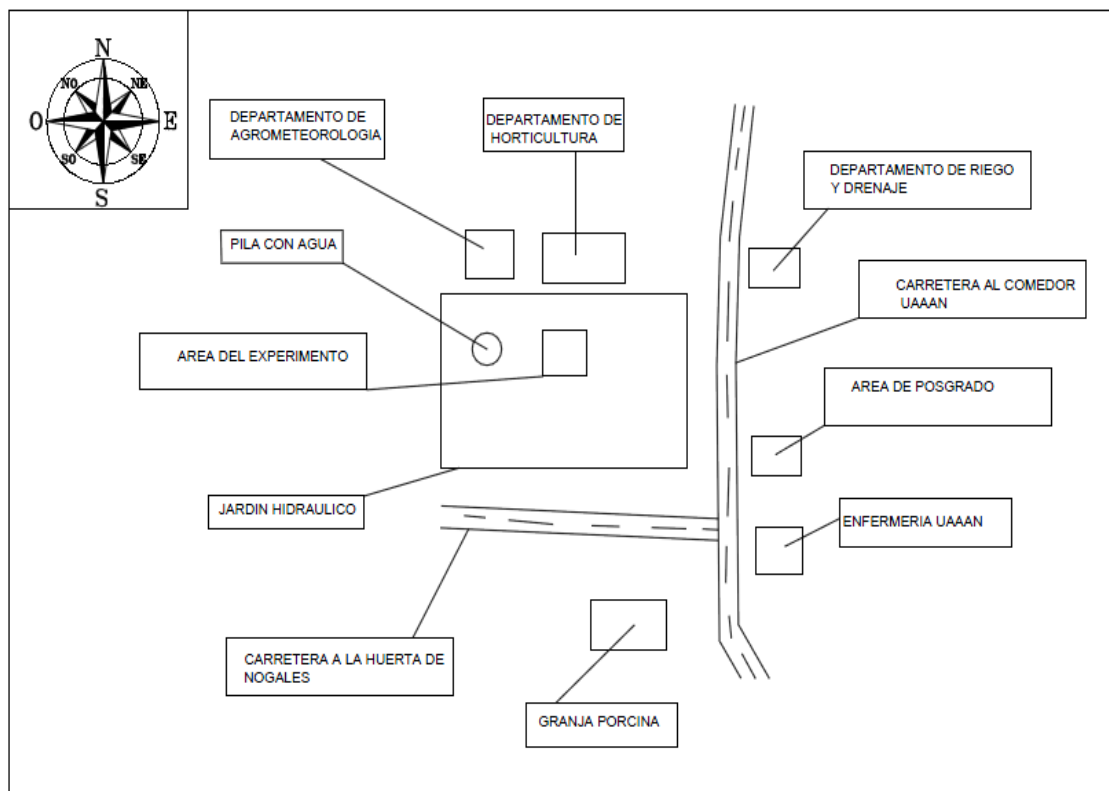 N
NO
NE
O
E
SO
SE
S
DEPARTAMENTO DE
AGROMETEOROLOGIA
DEPARTAMENTO DE
HORTICULTURA
DEPARTAMENTO DE RIEGO
Y DRENAJE
PILA CON AGUA
CARRETERA AL COMEDOR
UAAAN
AREA DEL EXPERIMENTO
AREA DE POSGRADO
JARDIN HIDRAULICO
ENFERMERIA UAAAN
CARRETERA A LA HUERTA DE
NOGALES
GRANJA PORCINA